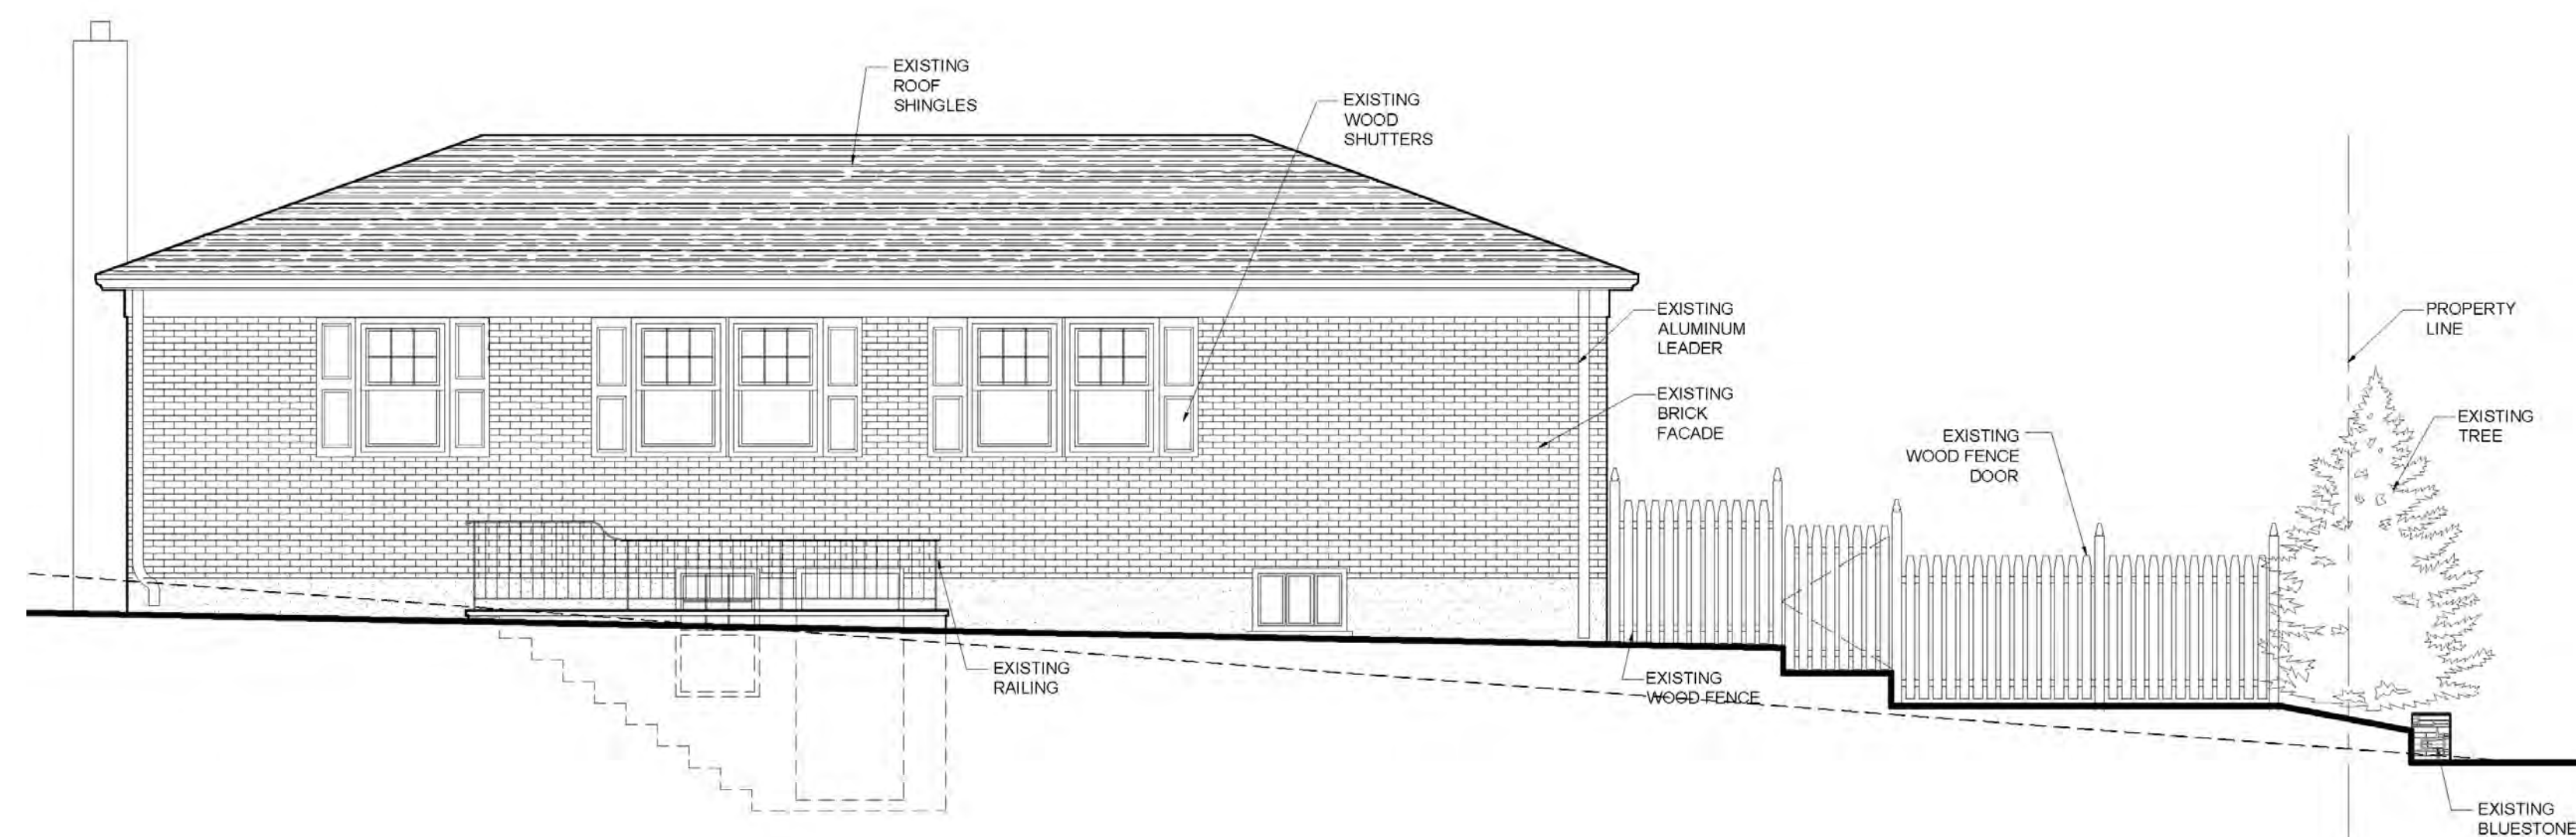 EXISTING
ROOF
SHINGLES
EXISTING
WOOD
SHUTTERS
EXISTING
ALUMINUM
LEADER
PROPERTY
LINE
EXISTING
BRICK
FACADE
EXISTING
TREE
EXISTING
WOOD FENCE
DOOR
EXISTING
RAILING
EXISTING
WOOD FENCE
EXISTING
BLUESTONE